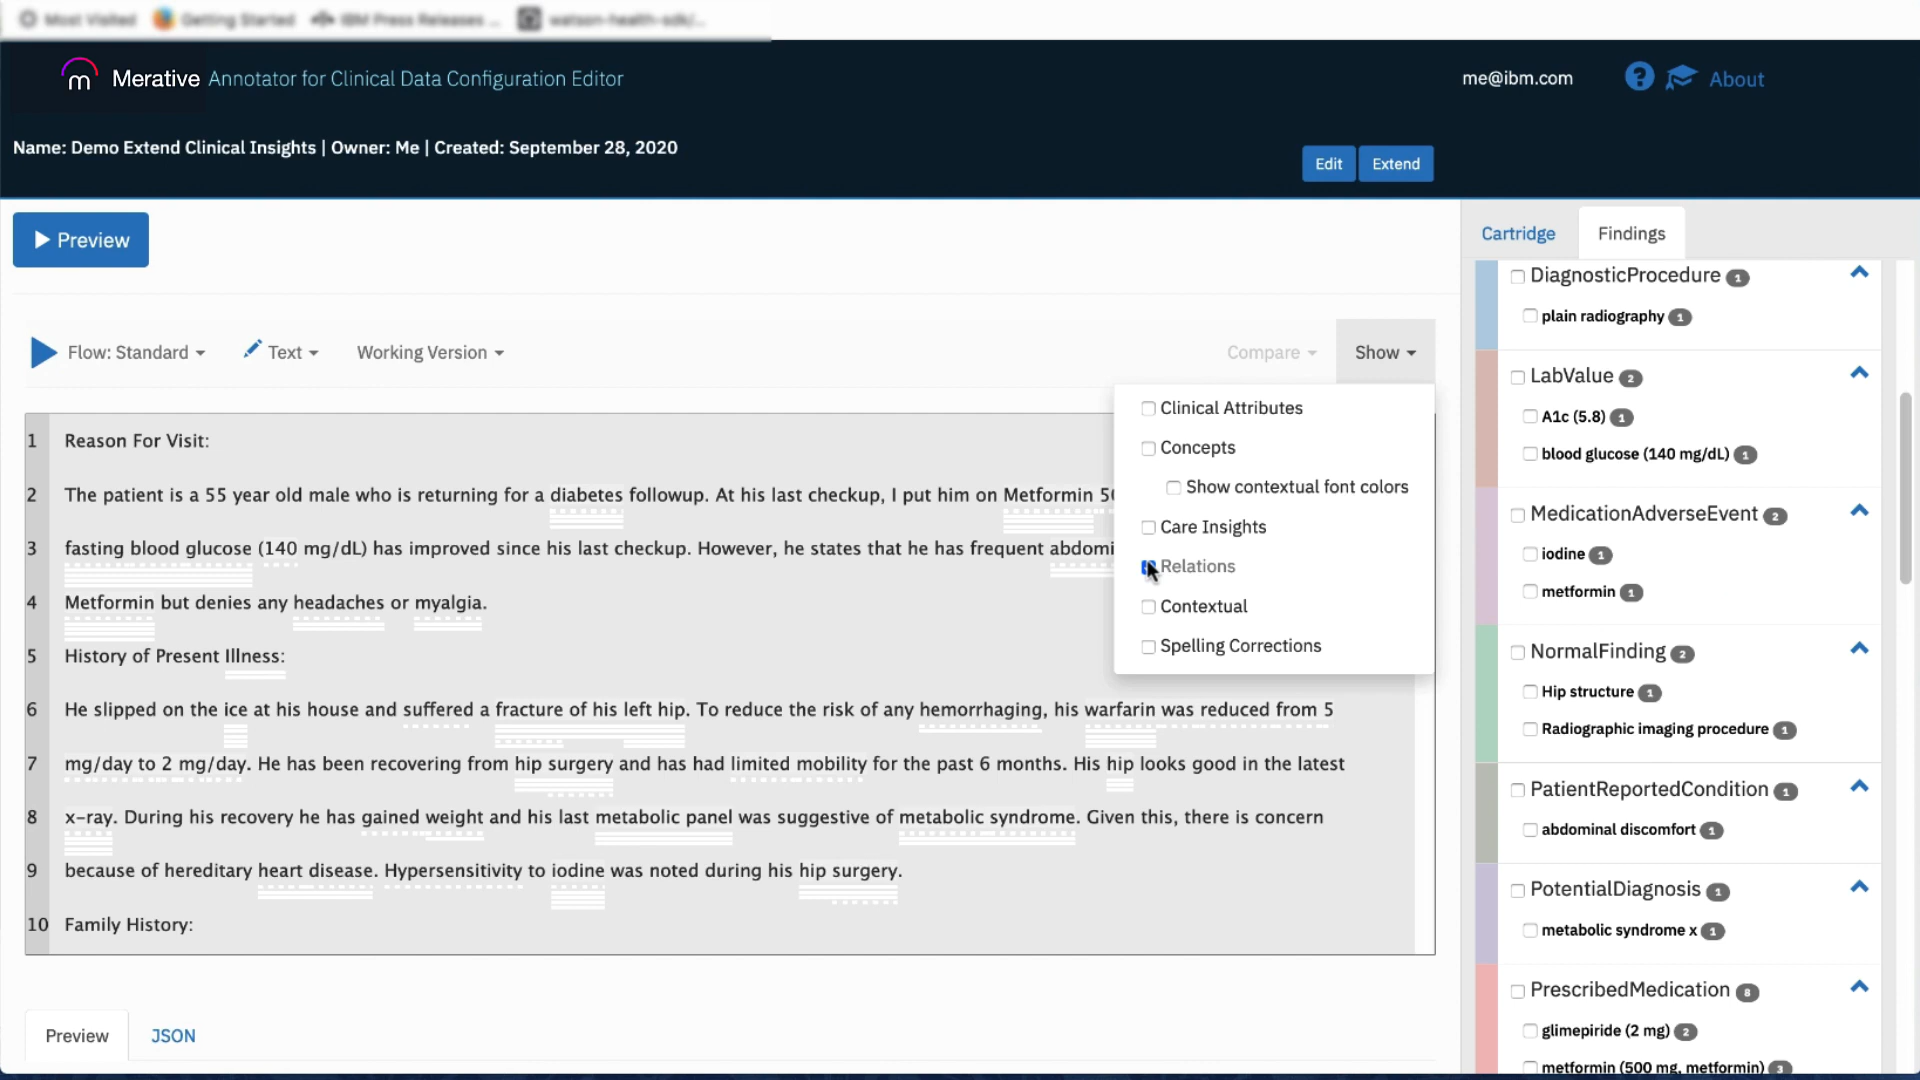 Most Visited Getting Started IBM Press Releases ... watson-health-sdk/...
Merative Annotator for Clinical Data Configuration Editor
me@ibm.com
? About
Name: Demo Extend Clinical Insights | Owner: Me | Created: September 28, 2020
Edit Extend
Preview
Flow: Standard
Text
Working Version
Compare
Show
Clinical Attributes
Concepts
Show contextual font colors
Care Insights
Relations
Contextual
Spelling Corrections
1 Reason For Visit:
2 The patient is a 55 year old male who is returning for a diabetes followup. At his last checkup, I put him on Metformin
3 fasting blood glucose (140 mg/dL) has improved since his last checkup. However, he states that he has frequent
4 Metformin but denies any headaches or myalgia.
5 History of Present Illness:
6 He slipped on the ice at his house and suffered a fracture of his left hip. To reduce the risk of any hemorrhaging, his warfarin was reduced from 5
7 mg/day to 2 mg/day. He has been recovering from hip surgery and has had limited mobility for the past 6 months. His hip looks good in the latest
8 x-ray. During his recovery he has gained weight and his last metabolic panel was suggestive of metabolic syndrome. Given this, there is concern
9 because of hereditary heart disease. Hypersensitivity to iodine was noted during his hip surgery.
10 Family History:
Preview JSON
Cartridge Findings
DiagnosticProcedure 1
plain radiography 1
LabValue 2
A1c (5.8) 1
blood glucose (140 mg/dL) 1
MedicationAdverseEvent 2
iodine 1
metformin 1
NormalFinding 2
Hip structure 1
Radiographic imaging procedure 1
PatientReportedCondition 1
abdominal discomfort 1
PotentialDiagnosis 1
metabolic syndrome x 1
PrescribedMedication 8
glimepiride (2 mg) 2
metformin (500 mg, metformin) 3